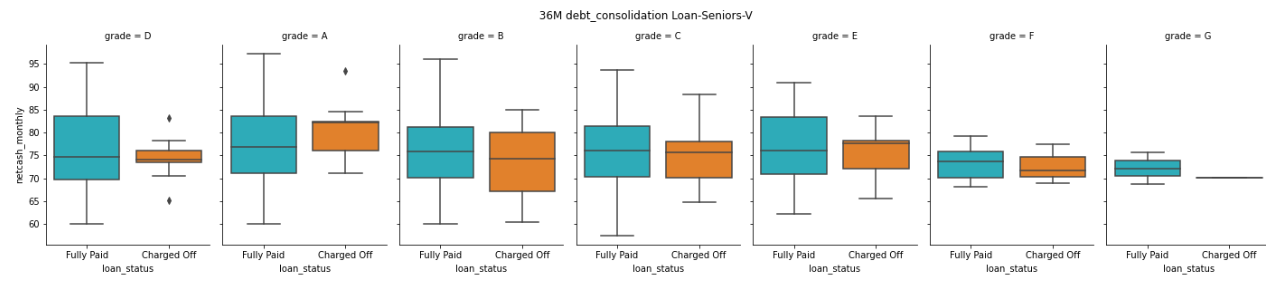 36M debt_consolidation Loan-Seniors-V
grade = D
grade = A
grade = B
grade = C
grade = E
grade = F
grade = G
netcash_monthly
95
90
85
80
75
70
65
60
Fully Paid Charged Off
loan_status
Fully Paid Charged Off
loan_status
Fully Paid Charged Off
loan_status
Fully Paid Charged Off
loan_status
Fully Paid Charged Off
loan_status
Fully Paid Charged Off
loan_status
Fully Paid Charged Off
loan_status